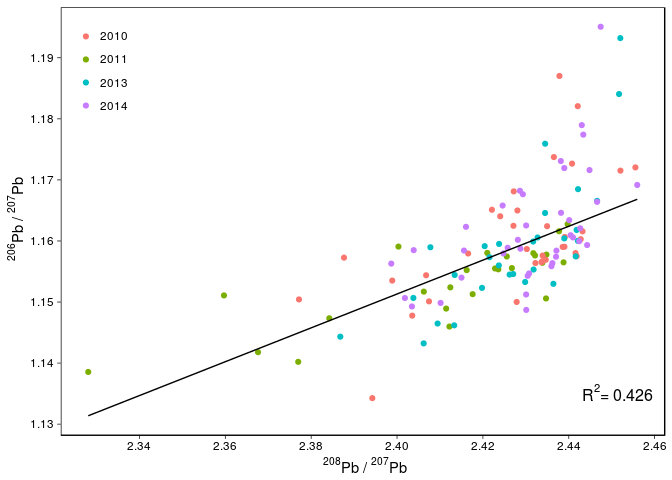 2010
2011
2013
2014
1.19
1.18
1.17
1.16
1.15
1.14
1.13
²⁰⁶Pb / ²⁰⁷Pb
R²= 0.426
2.34 2.36 2.38 2.40 2.42 2.44 2.46
²⁰⁸Pb / ²⁰⁷Pb